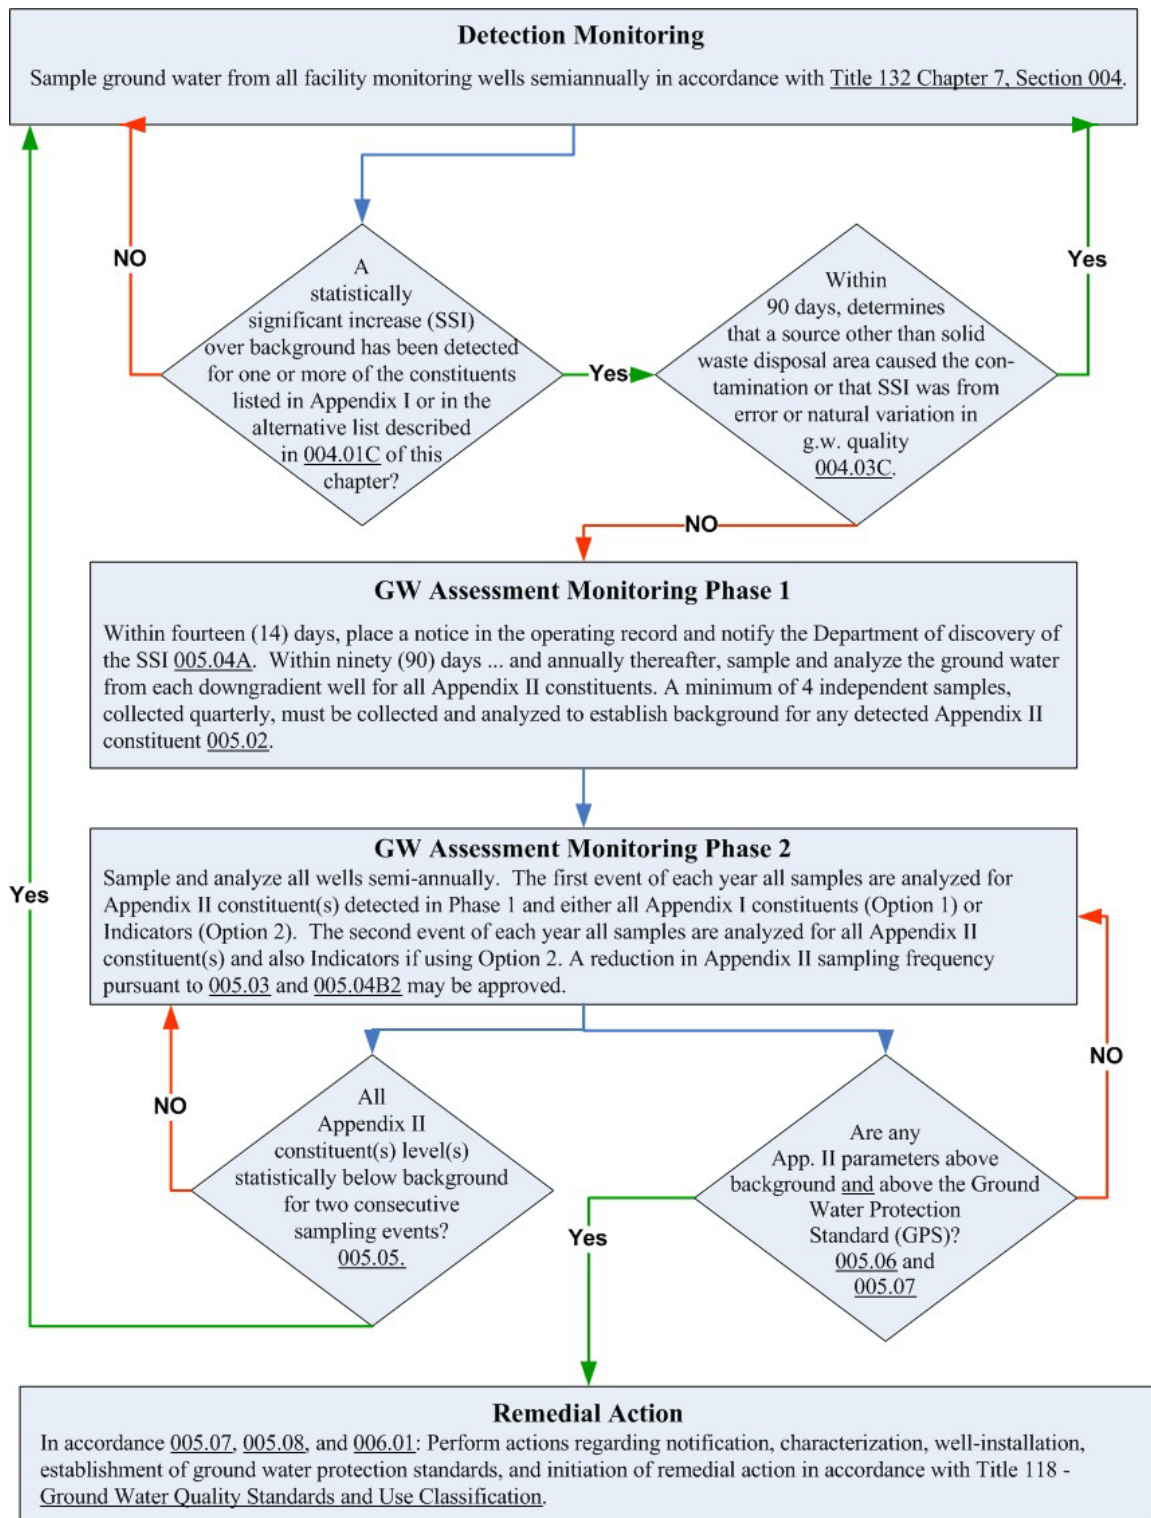 Detection Monitoring
Sample ground water from all facility monitoring wells semiannually in accordance with Title 132 Chapter 7, Section 004.
NO
A
statistically
significant increase (SSI)
over background has been detected
for one or more of the constituents
listed in Appendix I or in the
alternative list described
in 004.01C of this
chapter?
Yes
Within
90 days, determines
that a source other than solid
waste disposal area caused the con-
tamination or that SSI was from
error or natural variation in
g.w. quality
004.03C.
Yes
NO
GW Assessment Monitoring Phase 1
Within fourteen (14) days, place a notice in the operating record and notify the Department of discovery of
the SSI 005.04A. Within ninety (90) days ... and annually thereafter, sample and analyze the ground water
from each downgradient well for all Appendix II constituents. A minimum of 4 independent samples,
collected quarterly, must be collected and analyzed to establish background for any detected Appendix II
constituent 005.02.
GW Assessment Monitoring Phase 2
Sample and analyze all wells semi-annually. The first event of each year all samples are analyzed for
Appendix II constituent(s) detected in Phase 1 and either all Appendix I constituents (Option 1) or
Indicators (Option 2). The second event of each year all samples are analyzed for all Appendix II
constituent(s) and also Indicators if using Option 2. A reduction in Appendix II sampling frequency
pursuant to 005.03 and 005.04B2 may be approved.
Yes
NO
All
Appendix II
constituent(s) level(s)
statistically below background
for two consecutive
sampling events?
005.05.
Yes
Are any
App. II parameters above
background and above the Ground
Water Protection
Standard (GPS)?
005.06 and
005.07
NO
Remedial Action
In accordance 005.07, 005.08, and 006.01: Perform actions regarding notification, characterization, well-installation,
establishment of ground water protection standards, and initiation of remedial action in accordance with Title 118 -
Ground Water Quality Standards and Use Classification.